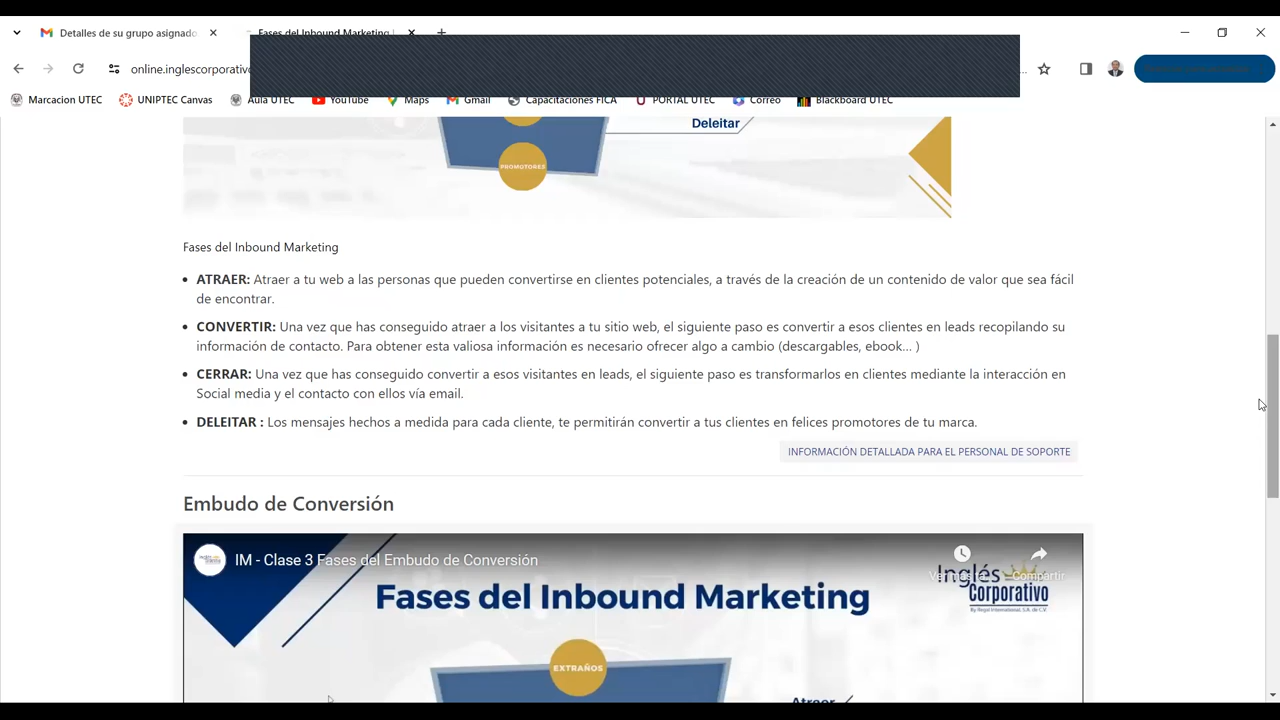 Detalles de su grupo asignado
Fases del Inbound Marketing
online.inglescorporativo
...
Marcacion UTEC
UNIPTEC Canvas
Aula UTEC
YouTube
Maps
Gmail
Capacitaciones FICA
PORTAL UTEC
Correo
Blackboard UTEC
Deleitar
PROMOTORES
Fases del Inbound Marketing
• ATRAER: Atraer a tu web a las personas que pueden convertirse en clientes potenciales, a través de la creación de un contenido de valor que sea fácil
de encontrar.
• CONVERTIR: Una vez que has conseguido atraer a los visitantes a tu sitio web, el siguiente paso es convertir a esos clientes en leads recopilando su
información de contacto. Para obtener esta valiosa información es necesario ofrecer algo a cambio (descargables, ebook... )
• CERRAR: Una vez que has conseguido convertir a esos visitantes en leads, el siguiente paso es transformarlos en clientes mediante la interacción en
Social media y el contacto con ellos vía email.
• DELEITAR : Los mensajes hechos a medida para cada cliente, te permitirán convertir a tus clientes en felices promotores de tu marca.
INFORMACIÓN DETALLADA PARA EL PERSONAL DE SOPORTE
Embudo de Conversión
IM - Clase 3 Fases del Embudo de Conversión
Compartir
Inglés
Corporativo
By Regal International, S.A. de C.V.
Fases del Inbound Marketing
EXTRAÑOS
Atraer